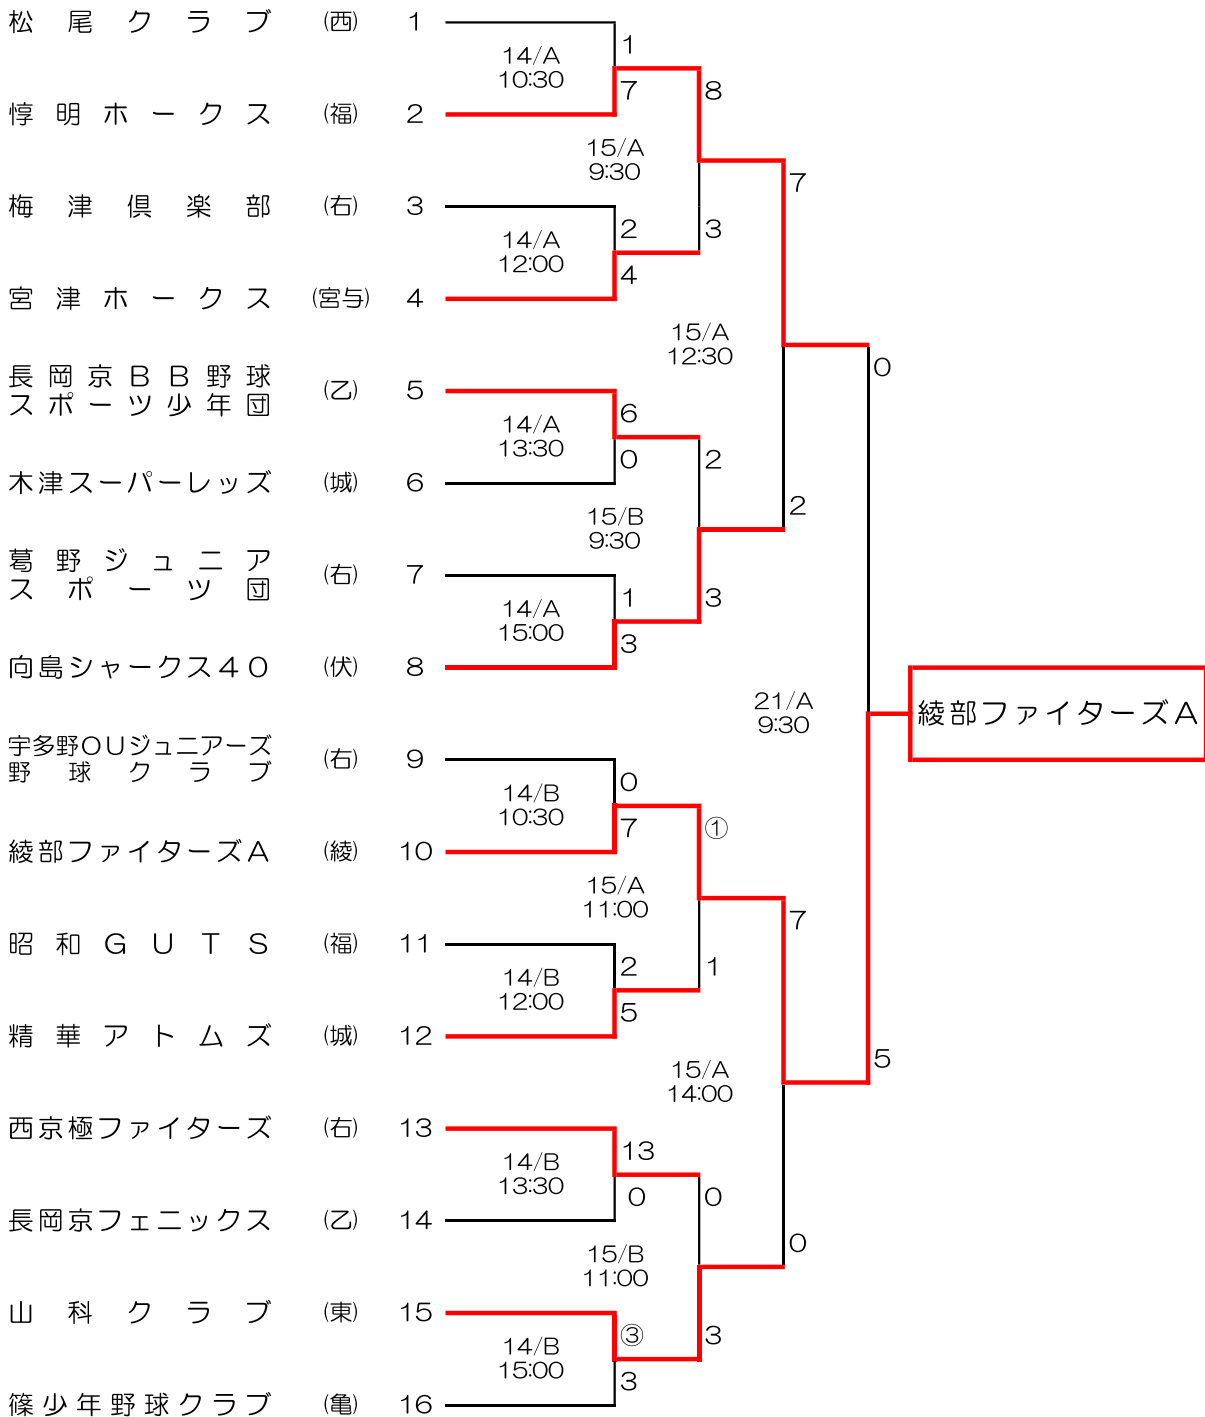 松尾クラブ (西) 1
1
14/A
10:30
7
8
惇明ホークス (福) 2
15/A
9:30
7
梅津倶楽部 (右) 3
2
3
14/A
12:00
4
宮津ホークス (宮与) 4
15/A
12:30
0
長岡京BB野球
スポーツ少年団
(乙) 5
6
14/A
13:30
0
2
木津スーパーレッズ (城) 6
2
15/B
9:30
葛野ジュニア
スポーツ団
(右) 7
1
3
14/A
15:00
3
向島シャークス40 (伏) 8
21/A
9:30
綾部ファイターズA
宇多野OUジュニアーズ
野球クラブ
(右) 9
0
14/B
10:30
7
①
綾部ファイターズA (綾) 10
15/A
11:00
7
昭和GUTS (福) 11
2
1
14/B
12:00
5
精華アトムズ (城) 12
5
15/A
14:00
西京極ファイターズ (右) 13
13
14/B
13:30
0
0
長岡京フェニックス (乙) 14
0
15/B
11:00
山科クラブ (東) 15
③
3
14/B
15:00
3
篠少年野球クラブ (亀) 16